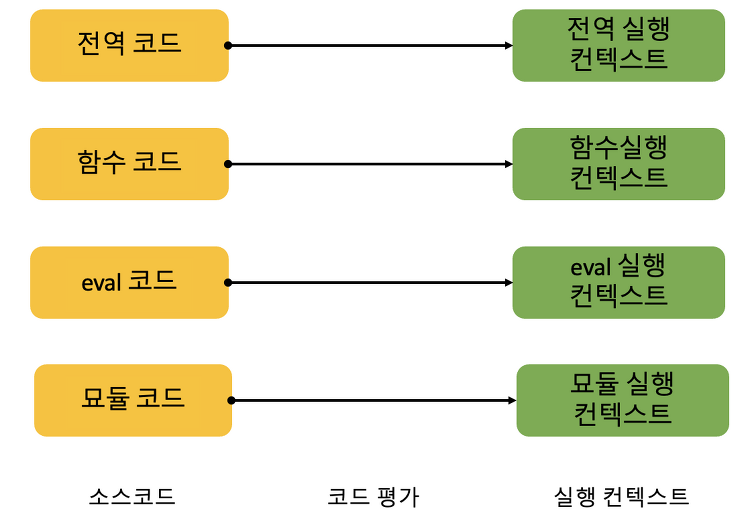 전역 코드
전역 실행
컨텍스트
함수 코드
함수실행
컨텍스트
eval 코드
eval 실행
컨텍스트
묘듈 코드
묘듈 실행
컨텍스트
소스코드
코드 평가
실행 컨텍스트